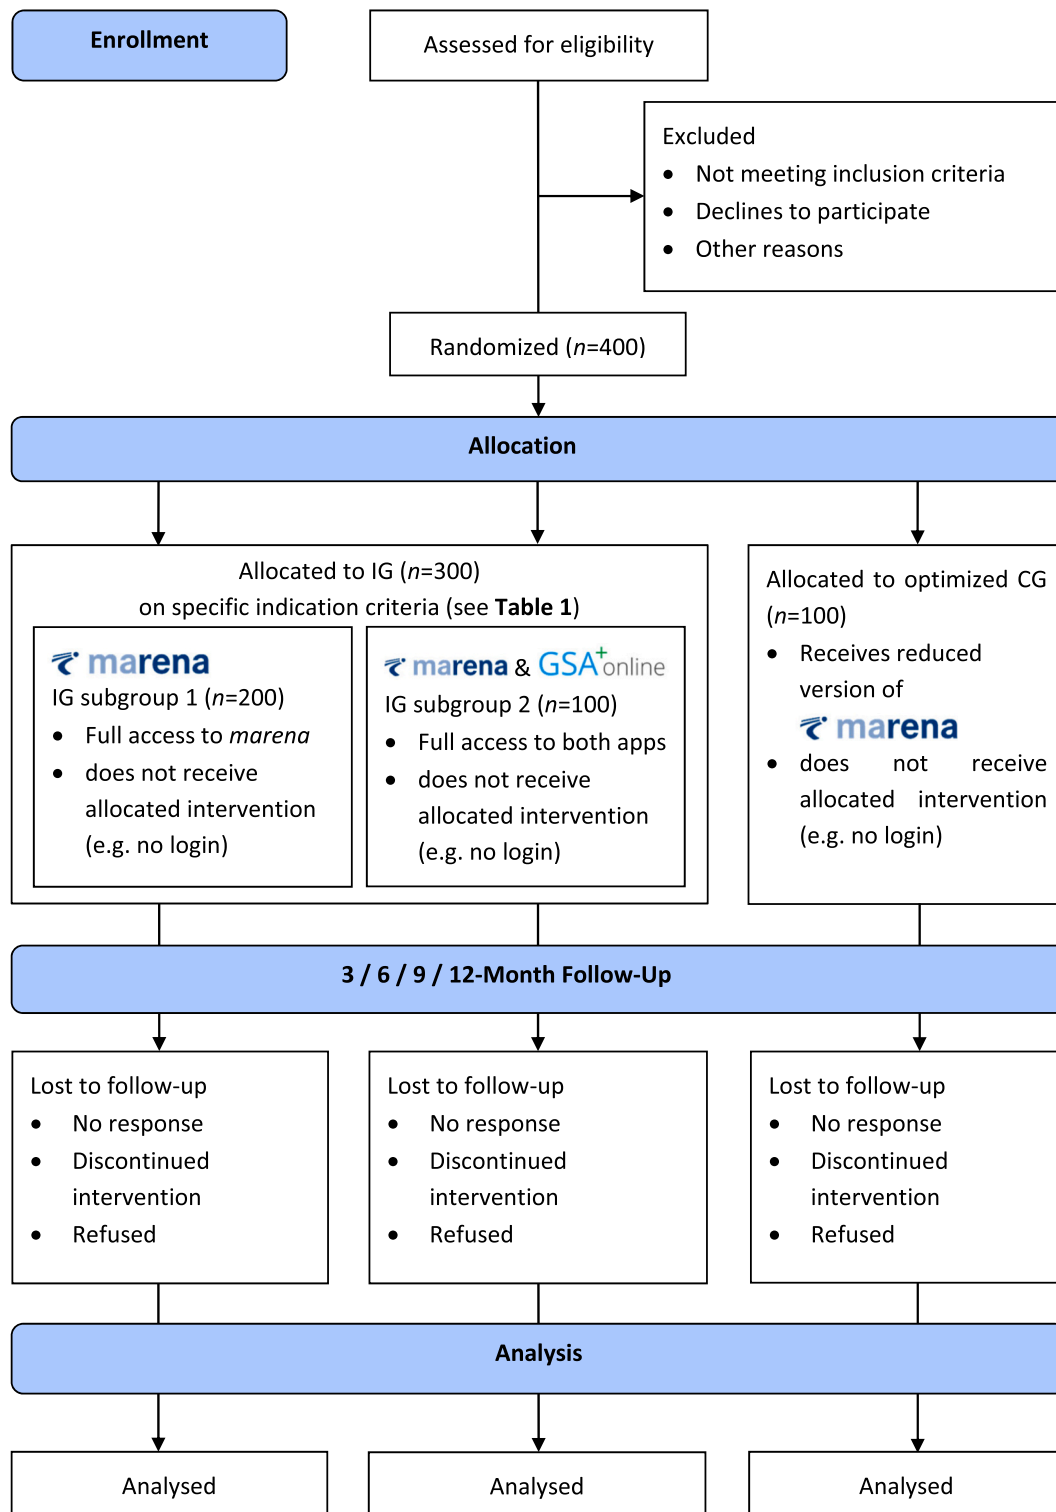 Enrollment
Assessed for eligibility
Excluded
• Not meeting inclusion criteria
• Declines to participate
• Other reasons
Randomized (n=400)
Allocation
Allocated to IG (n=300)
on specific indication criteria (see Table 1)
marena
IG subgroup 1 (n=200)
• Full access to marena
• does not receive
allocated intervention
(e.g. no login)
marena & GSA+online
IG subgroup 2 (n=100)
• Full access to both apps
• does not receive
allocated intervention
(e.g. no login)
Allocated to optimized CG
(n=100)
• Receives reduced
version of
marena
• does not receive
allocated intervention
(e.g. no login)
3 / 6 / 9 / 12-Month Follow-Up
Lost to follow-up
• No response
• Discontinued
intervention
• Refused
Lost to follow-up
• No response
• Discontinued
intervention
• Refused
Lost to follow-up
• No response
• Discontinued
intervention
• Refused
Analysis
Analysed
Analysed
Analysed